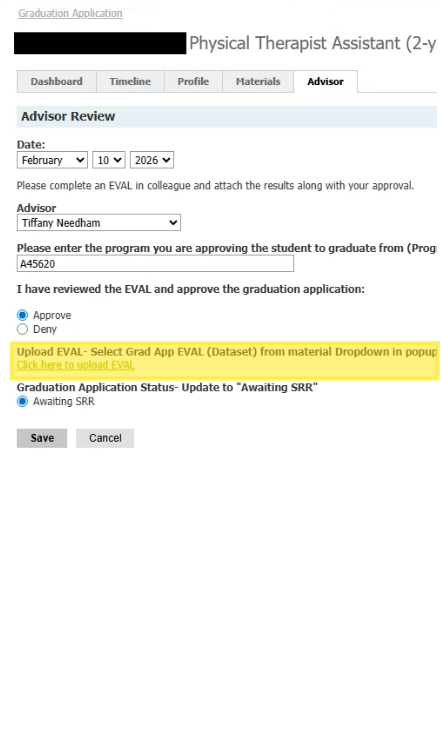 Graduation Application
Physical Therapist Assistant (2-y
Dashboard Timeline Profile Materials Advisor
Advisor Review
Date:
February 10 2026
Please complete an EVAL in colleague and attach the results along with your approval.
Advisor
Tiffany Needham
Please enter the program you are approving the student to graduate from (Prog
A45620
I have reviewed the EVAL and approve the graduation application:
Approve
Deny
Upload EVAL- Select Grad App EVAL (Dataset) from material Dropdown in popup
Click here to upload EVAL
Graduation Application Status- Update to "Awaiting SRR"
Awaiting SRR
Save Cancel